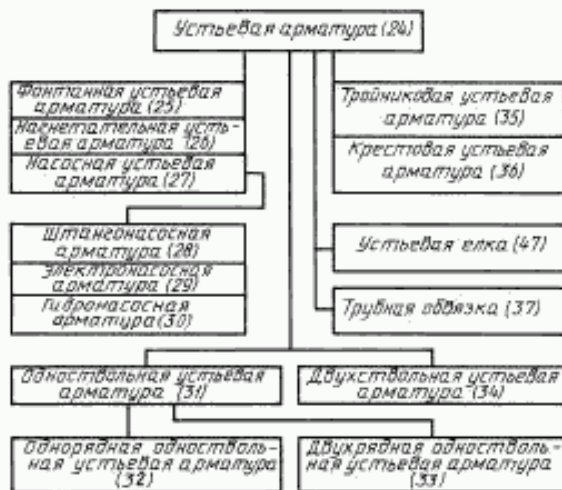 Устьевая арматура (24)
Фонтанная устьевая
арматура (25)
Нагнетательная усть-
евая арматура (26)
Насосная устьевая
арматура (27)
Тройниковая устьевая
арматура (35)
Крестовая устьевая
арматура (36)
Штангонасосная
арматура (28)
Электронасосная
арматура (29)
Гидронасосная
арматура (30)
Устьевая елка (47)
Трубная обвязка (37)
Одноствольная устьевая
арматура (31)
Двухствольная устьевая
арматура (34)
Однорядная одностволь-
ная устьевая арматура
(32)
Двухрядная одностволь-
ная устьевая арматура
(33)